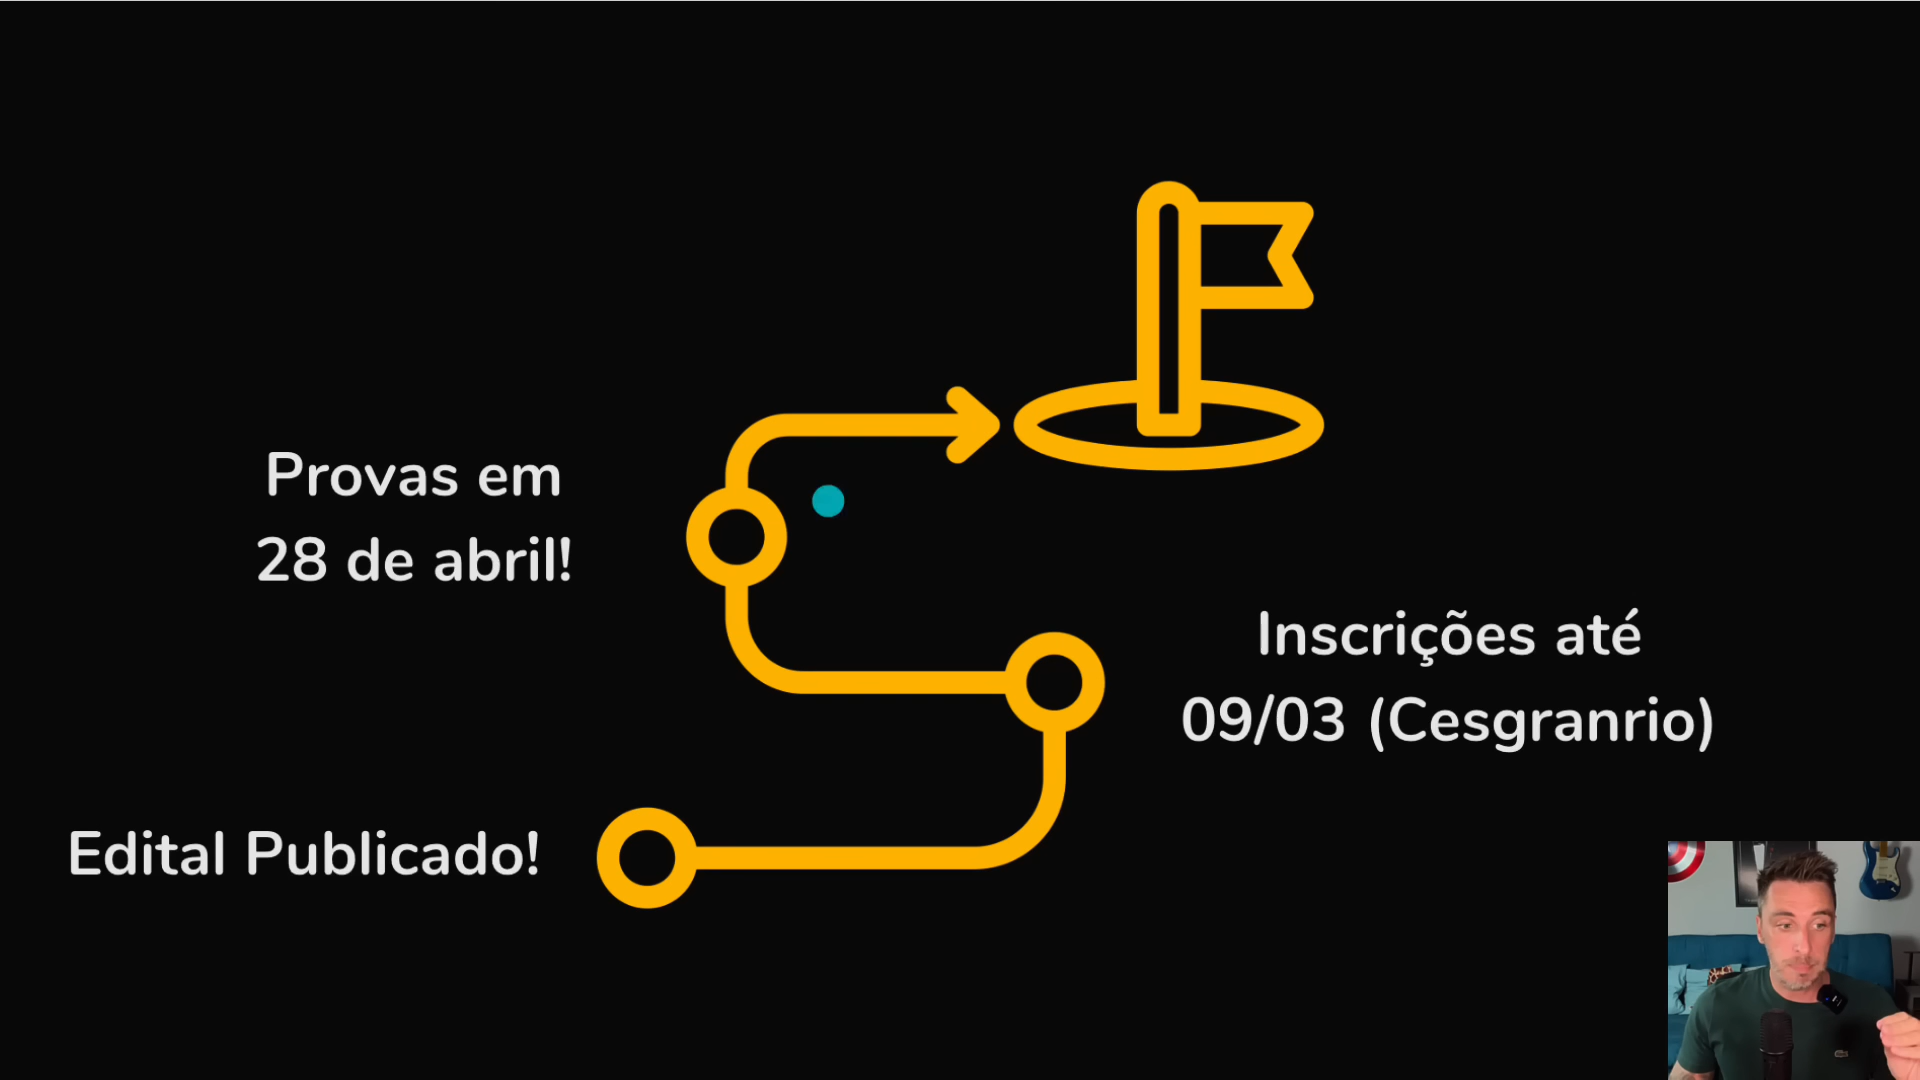 Provas em
28 de abril!
Inscrições até
09/03 (Cesgranrio)
Edital Publicado!